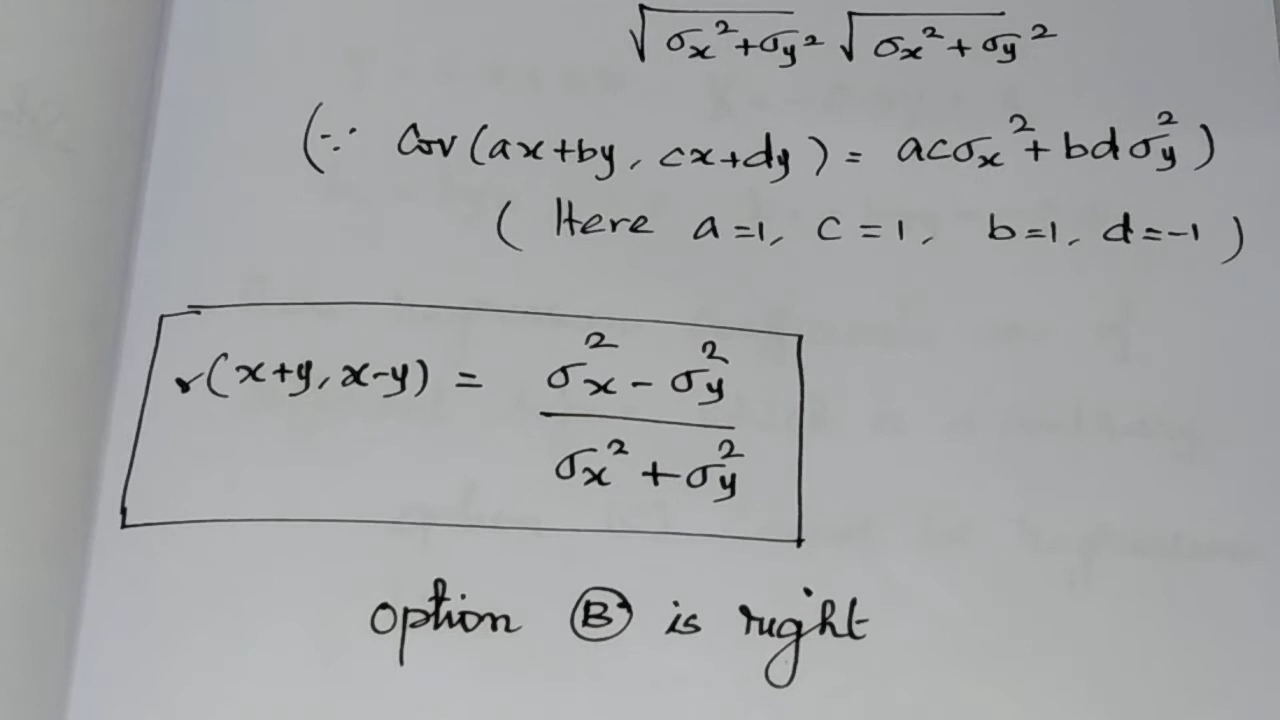 √σx²+σy² √σx²+σy²
(∵ Cov(ax+by, cx+dy) = acσx²+bdσy²)
(Here a=1, c=1, b=1, d=-1)
r(x+y, x-y) = σx²-σy² / σx²+σy²
option B is right